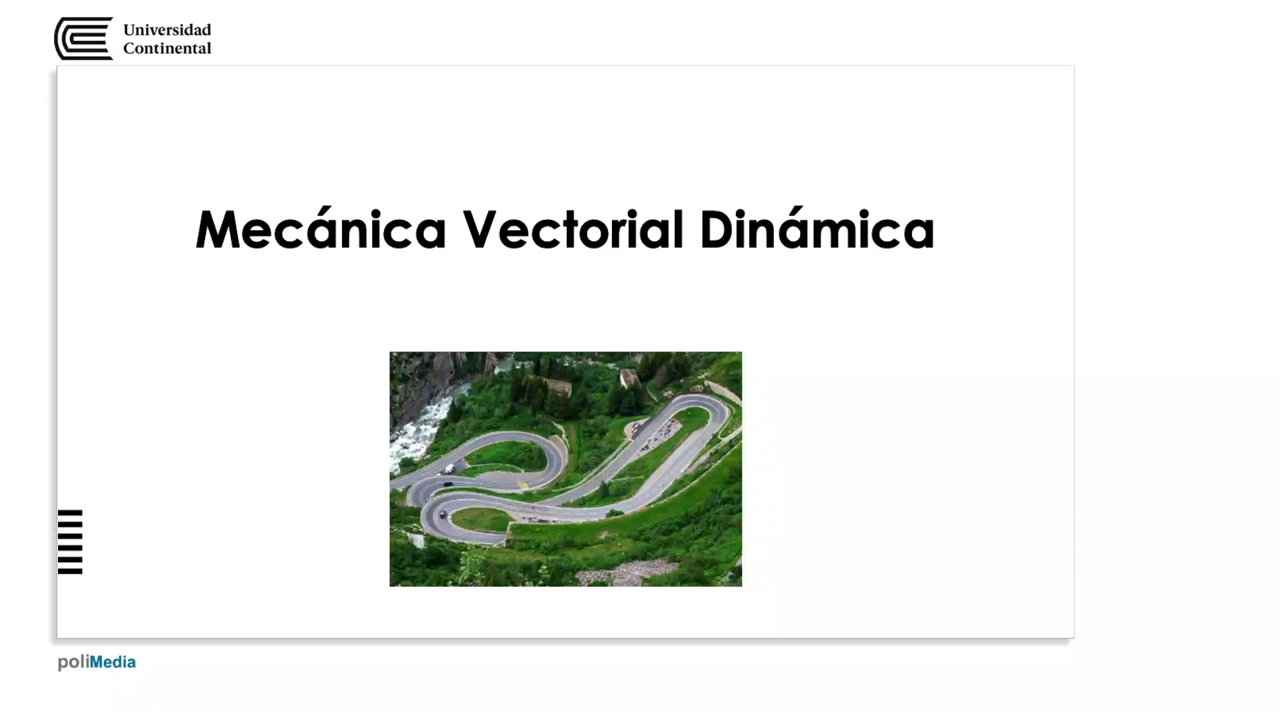 Universidad
Continental
Mecánica Vectorial Dinámica
poliMedia